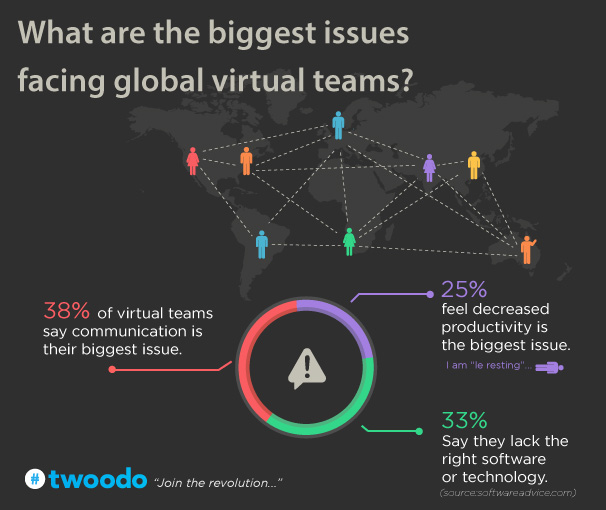 What are the biggest issues
facing global virtual teams?
38% of virtual teams
say communication is
their biggest issue.
25%
feel decreased
productivity is
the biggest issue.
I am "le resting"...
33%
Say they lack the
right software
or technology.
(source:softwareadvice.com)
# twoodo "Join the revolution..."